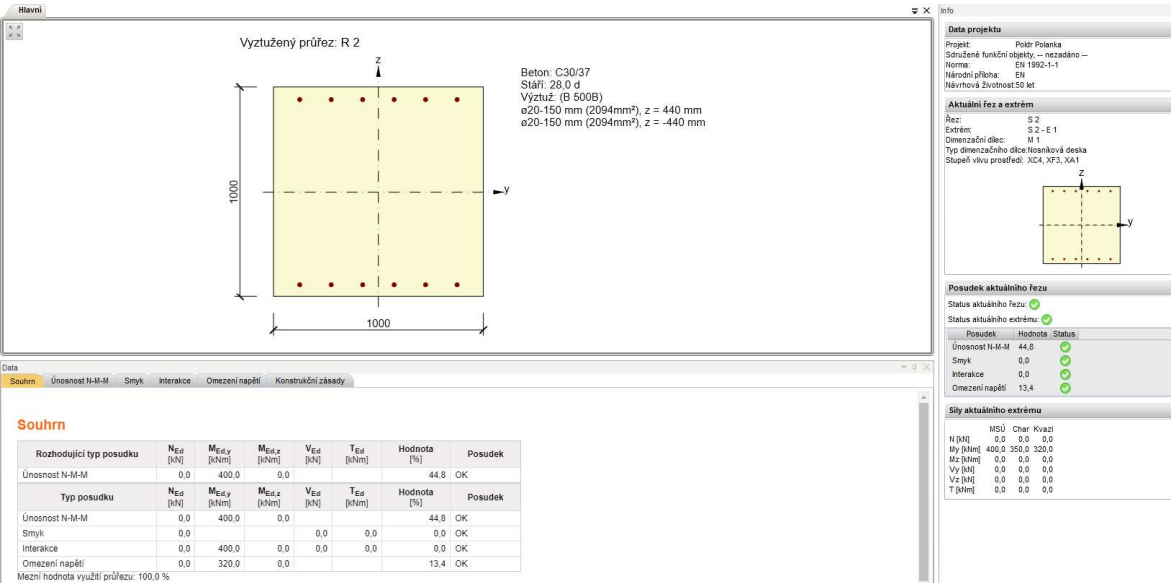 Hlavní
Vyztužený průřez: R 2
z
y
1000
1000
Beton: C30/37
Stáří: 28,0 d
Výztuž: (B 500B)
ø20-150 mm (2094mm²), z = 440 mm
ø20-150 mm (2094mm²), z = -440 mm
Data
Souhrn Únosnost N-M-M Smyk Interakce Omezení napětí Konstrukční zásady
Souhrn
Rozhodující typ posudku N_Ed [kN] M_Ed,y [kNm] M_Ed,z [kNm] V_Ed [kN] T_Ed [kNm] Hodnota [%] Posudek
Únosnost N-M-M 0,0 400,0 0,0 44,8 OK
Typ posudku N_Ed [kN] M_Ed,y [kNm] M_Ed,z [kNm] V_Ed [kN] T_Ed [kNm] Hodnota [%] Posudek
Únosnost N-M-M 0,0 400,0 0,0 44,8 OK
Smyk 0,0 0,0 0,0 0,0 OK
Interakce 0,0 400,0 0,0 0,0 0,0 0,0 OK
Omezení napětí 0,0 320,0 0,0 13,4 OK
Mezní hodnota využití průřezu: 100,0 %
Info
Data projektu
Projekt: Poldr Polanka
Sdružené funkční objekty, -- nezadáno --
Norma: EN 1992-1-1
Národní příloha: EN
Návrhová životnost:50 let
Aktuální řez a extrém
Řez: S 2
Extrém: S 2 - E 1
Dimenzační dílec: M 1
Typ dimenzačního dílce:Nosníková deska
Stupeň vlivu prostředí: XC4, XF3, XA1
z
y
Posudek aktuálního řezu
Status aktuálního řezu:
Status aktuálního extrému:
Posudek Hodnota Status
Únosnost N-M-M 44,8
Smyk 0,0
Interakce 0,0
Omezení napětí 13,4
Síly aktuálního extrému
MSÚ Char Kvazi
N [kN] 0,0 0,0 0,0
My [kNm] 400,0 350,0 320,0
Mz [kNm] 0,0 0,0 0,0
Vy [kN] 0,0 0,0 0,0
Vz [kN] 0,0 0,0 0,0
T [kNm] 0,0 0,0 0,0